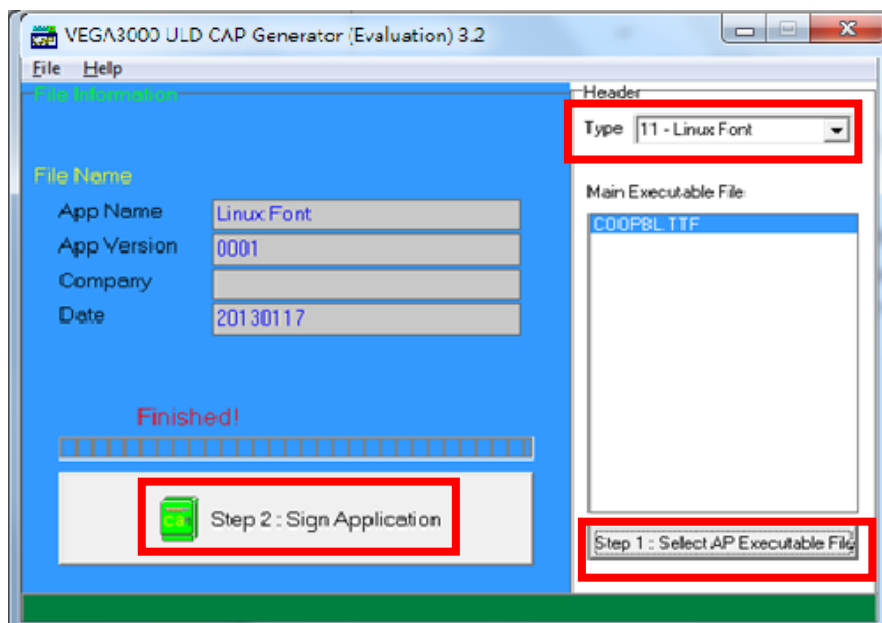 VEGA3000 ULD CAP Generator (Evaluation) 3.2
File Help
File Information
File Name
App Name
Linux Font
App Version
0001
Company
Date
20130117
Finished!
Step 2 : Sign Application
Header
Type
11 - Linux Font
Main Executable File
COOPBL.TTF
Step 1 : Select AP Executable File